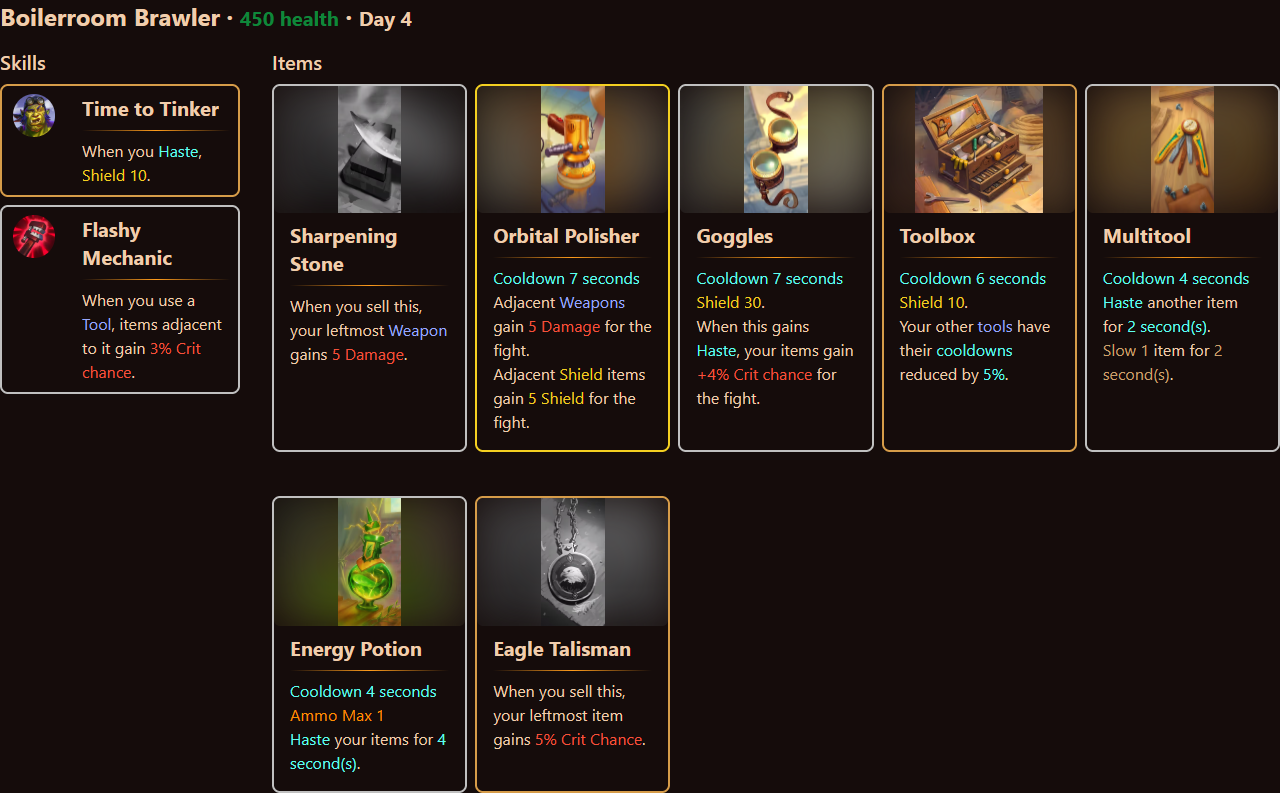 Boilerroom Brawler · 450 health · Day 4
Skills
Items
Time to Tinker
When you Haste,
Shield 10.
Flashy
Mechanic
When you use a
Tool, items adjacent
to it gain 3% Crit
chance.
Sharpening
Stone
When you sell this,
your leftmost Weapon
gains 5 Damage.
Orbital Polisher
Cooldown 7 seconds
Adjacent Weapons
gain 5 Damage for the
fight.
Adjacent Shield items
gain 5 Shield for the
fight.
Goggles
Cooldown 7 seconds
Shield 30.
When this gains
Haste, your items gain
+4% Crit chance for
the fight.
Toolbox
Cooldown 6 seconds
Shield 10.
Your other tools have
their cooldowns
reduced by 5%.
Multitool
Cooldown 4 seconds
Haste another item
for 2 second(s).
Slow 1 item for 2
second(s).
Energy Potion
Cooldown 4 seconds
Ammo Max 1
Haste your items for 4
second(s).
Eagle Talisman
When you sell this,
your leftmost item
gains 5% Crit Chance.